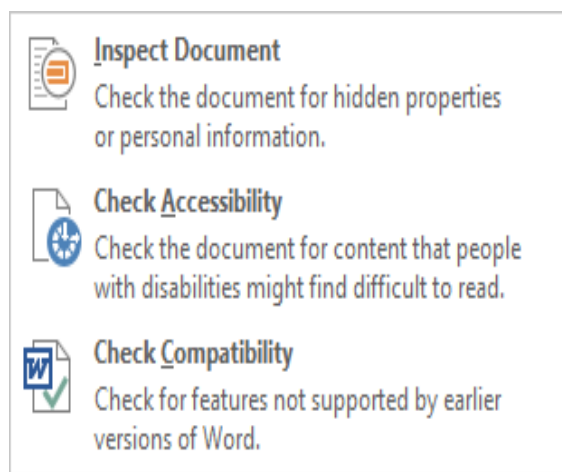 Inspect Document
Check the document for hidden properties
or personal information.
Check Accessibility
Check the document for content that people
with disabilities might find difficult to read.
Check Compatibility
Check for features not supported by earlier
versions of Word.